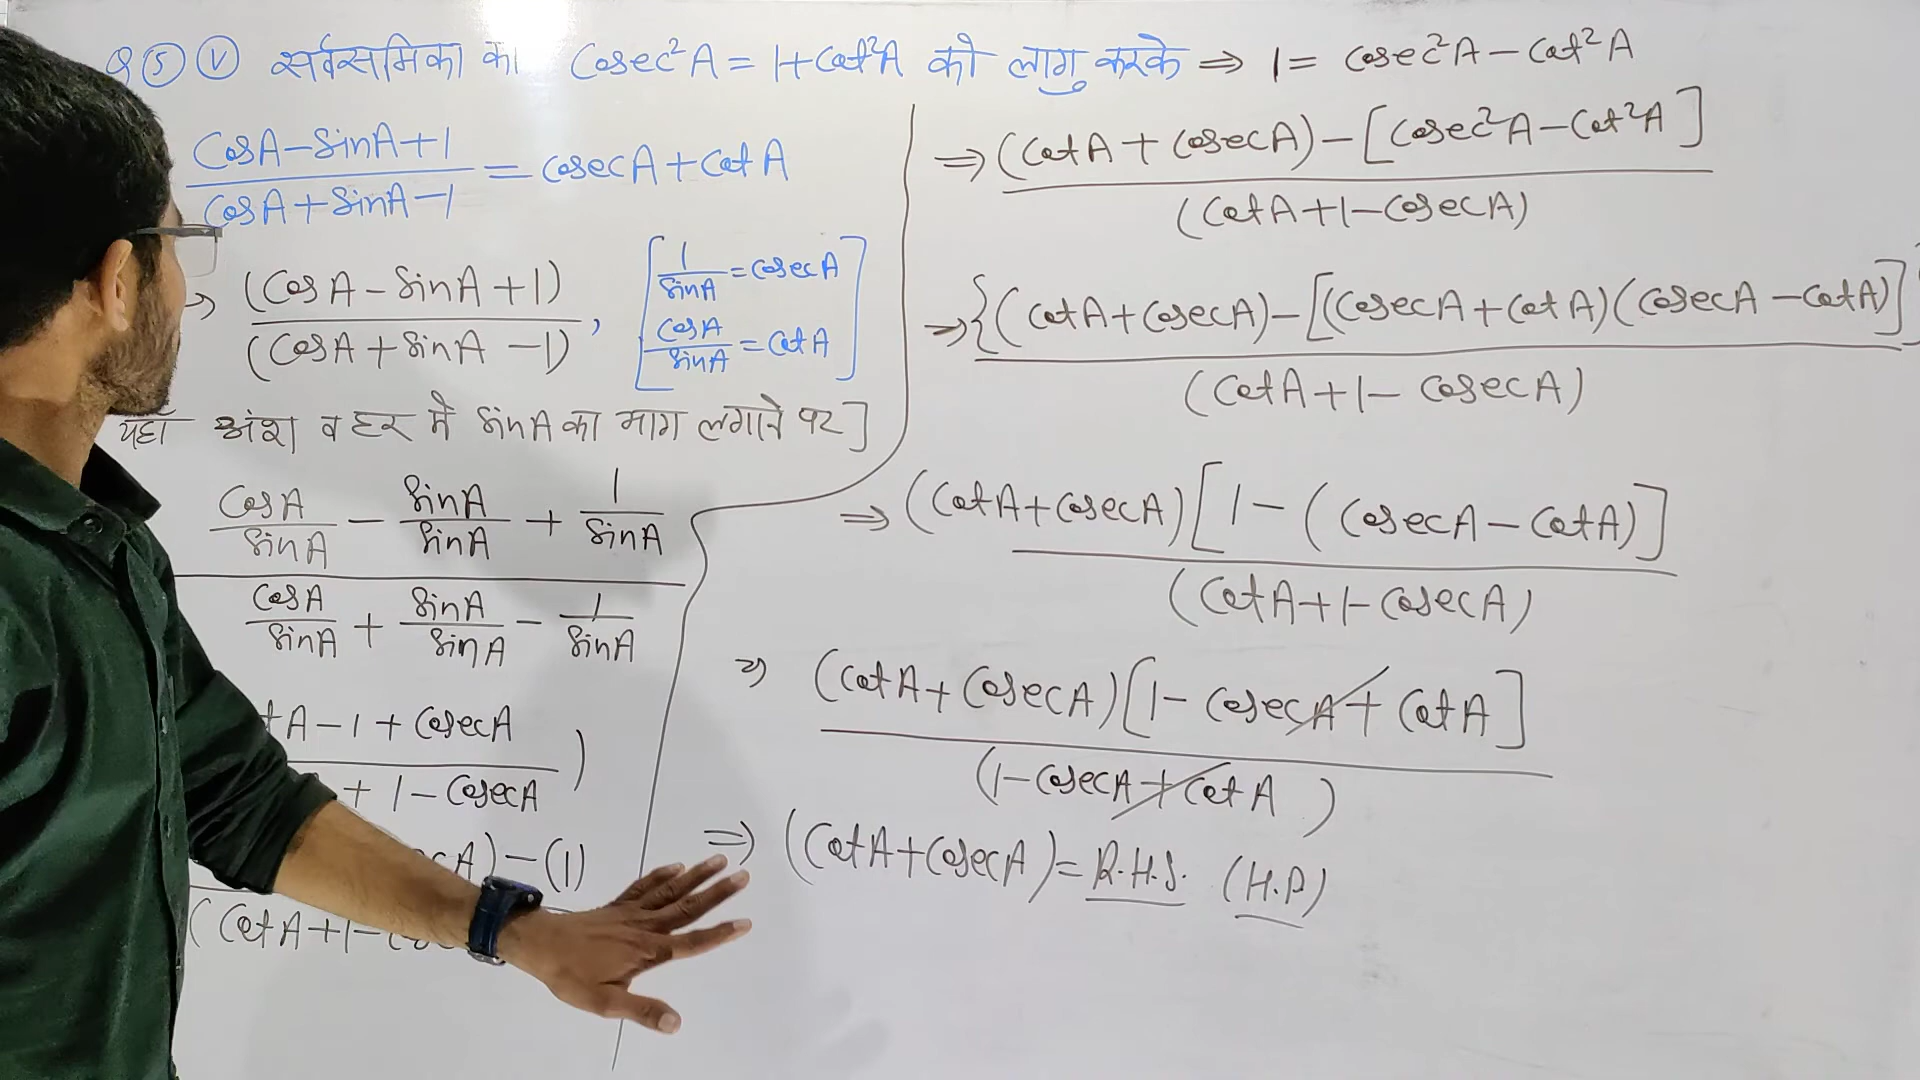 Q ⑤ Ⓥ सर्वसमिका का Cosec²A = 1+Cot²A को लागु करके ⇒ 1 = cosec²A − Cot²A
CosA−SinA+1 / CosA+SinA−1 = CosecA+Cot A
⇒ (CosA−SinA+1) / (CosA+SinA −1) , [1/SinA = CosecA
CosA/SinA = CotA]
यहाँ अंश व हर में SinA का भाग लगाने पर]
CosA/SinA − SinA/SinA + 1/SinA
CosA/SinA + SinA/SinA − 1/SinA
tA−1+CosecA
+ 1−CosecA )
cA)−(1)
(CotA+1−
⇒ (CotA+CosecA)−[Cosec²A−Cot²A]
(CotA+1−CosecA)
⇒ {(CotA+CosecA)−[(CosecA+CotA)(CosecA−CotA)]
(CotA+1−CosecA)
⇒ (CotA+CosecA)[1−(CosecA−CotA)]
(CotA+1−CosecA)
⇒ (CotA+CosecA)[1−CosecA+CotA]
(1−CosecA+CotA)
⇒ (CotA+CosecA)=R.H.S. (H.P)